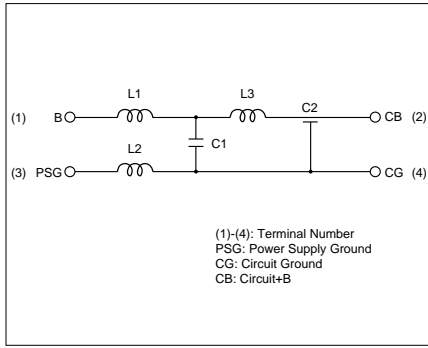 L1 L3
C2
(1) B CB (2)
C1
L2
(3) PSG CG (4)
(1)-(4): Terminal Number
PSG: Power Supply Ground
CG: Circuit Ground
CB: Circuit+B